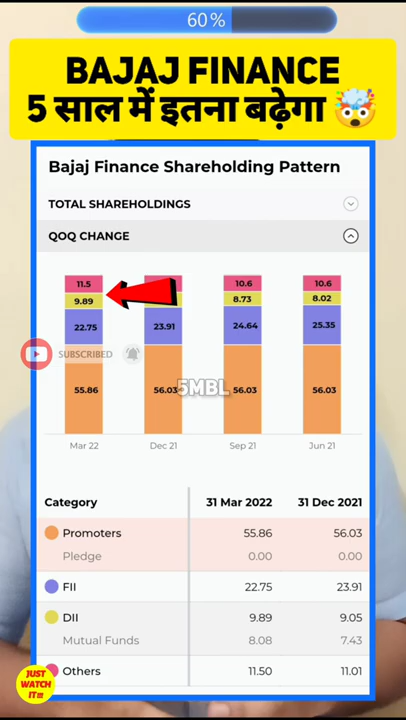 60%
BAJAJ FINANCE
5 साल में इतना बढ़ेगा
Bajaj Finance Shareholding Pattern
TOTAL SHAREHOLDINGS
QOQ CHANGE
11.5 10.6 10.6
9.89 8.73 8.02
22.75 23.91 24.64 25.35
SUBSCRIBED
55.86 56.03 5MBL 56.03 56.03
Mar 22 Dec 21 Sep 21 Jun 21
Category 31 Mar 2022 31 Dec 2021
Promoters 55.86 56.03
Pledge 0.00 0.00
FII 22.75 23.91
DII 9.89 9.05
Mutual Funds 8.08 7.43
Others 11.50 11.01
JUST
WATCH
IT!!!